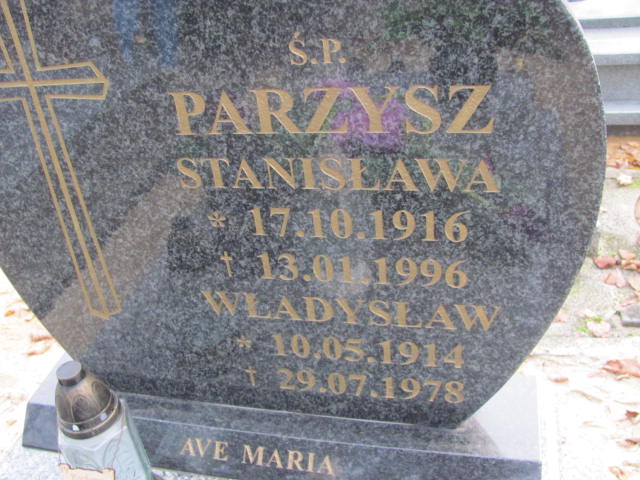 Ś.P.
PARZYSZ
STANISŁAWA
* 17.10.1916
† 13.01.1996
WŁADYSŁAW
* 10.05.1914
† 29.07.1978
AVE MARIA